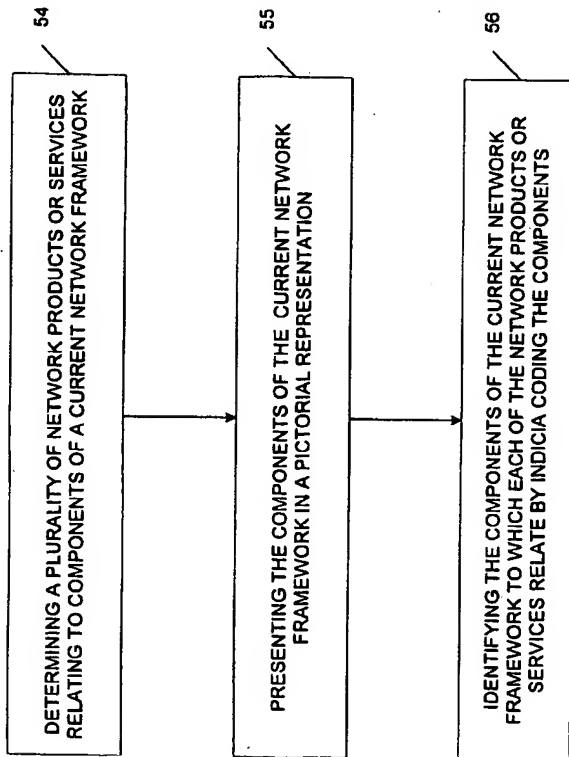 DETERMINING A PLURALITY OF NETWORK PRODUCTS OR SERVICES
RELATING TO COMPONENTS OF A CURRENT NETWORK FRAMEWORK
54
PRESENTING THE COMPONENTS OF THE CURRENT NETWORK
FRAMEWORK IN A PICTORIAL REPRESENTATION
55
IDENTIFYING THE COMPONENTS OF THE CURRENT NETWORK
FRAMEWORK TO WHICH EACH OF THE NETWORK PRODUCTS OR
SERVICES RELATE BY INDICIA CODING THE COMPONENTS
56